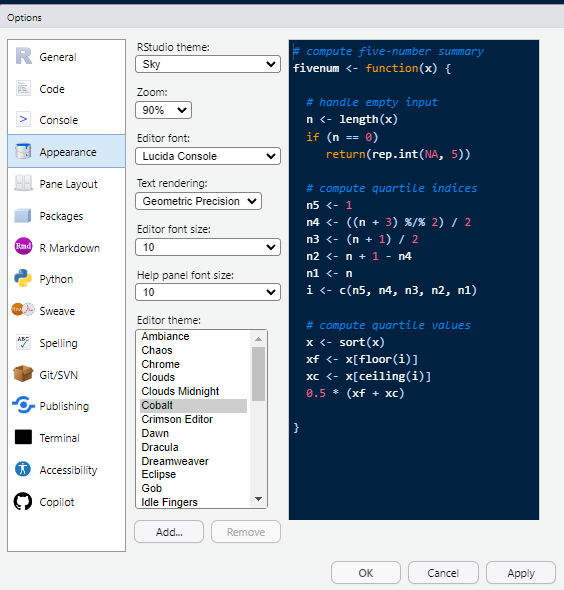 Options
General
Code
Console
Appearance
Pane Layout
Packages
Rmd R Markdown
Python
Sweave
ABC Spelling
Git/SVN
Publishing
Terminal
Accessibility
Copilot
RStudio theme:
Sky
Zoom:
90%
Editor font:
Lucida Console
Text rendering:
Geometric Precision
Editor font size:
10
Help panel font size:
10
Editor theme:
Ambiance
Chaos
Chrome
Clouds
Clouds Midnight
Cobalt
Crimson Editor
Dawn
Dracula
Dreamweaver
Eclipse
Gob
Idle Fingers
Add...
Remove
# compute five-number summary
fivenum <- function(x) {
# handle empty input
n <- length(x)
if (n == 0)
return(rep.int(NA, 5))
# compute quartile indices
n5 <- 1
n4 <- ((n + 3) %/% 2) / 2
n3 <- (n + 1) / 2
n2 <- n + 1 - n4
n1 <- n
i <- c(n5, n4, n3, n2, n1)
# compute quartile values
x <- sort(x)
xf <- x[floor(i)]
xc <- x[ceiling(i)]
0.5 * (xf + xc)
}
OK
Cancel
Apply